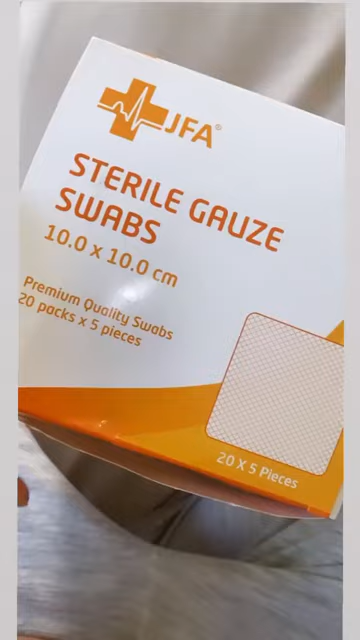 JFA®
STERILE GAUZE
SWABS
10.0 x 10.0 cm
Premium Quality Swabs
20 packs x 5 pieces
20 X 5 Pieces